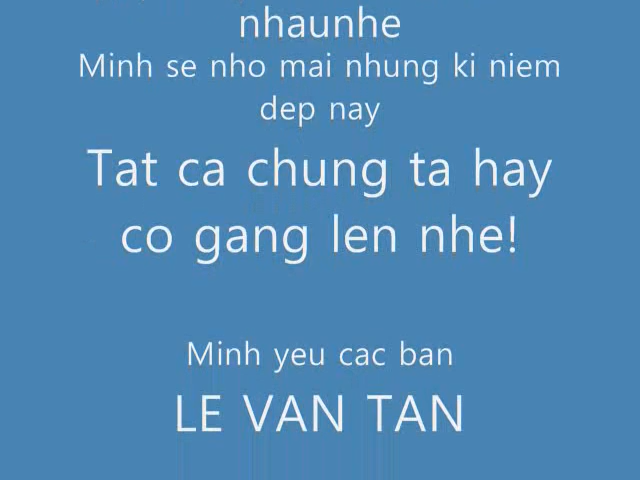 nhaunhe
Minh se nho mai nhung ki niem
dep nay
Tat ca chung ta hay
co gang len nhe!
Minh yeu cac ban
LE VAN TAN